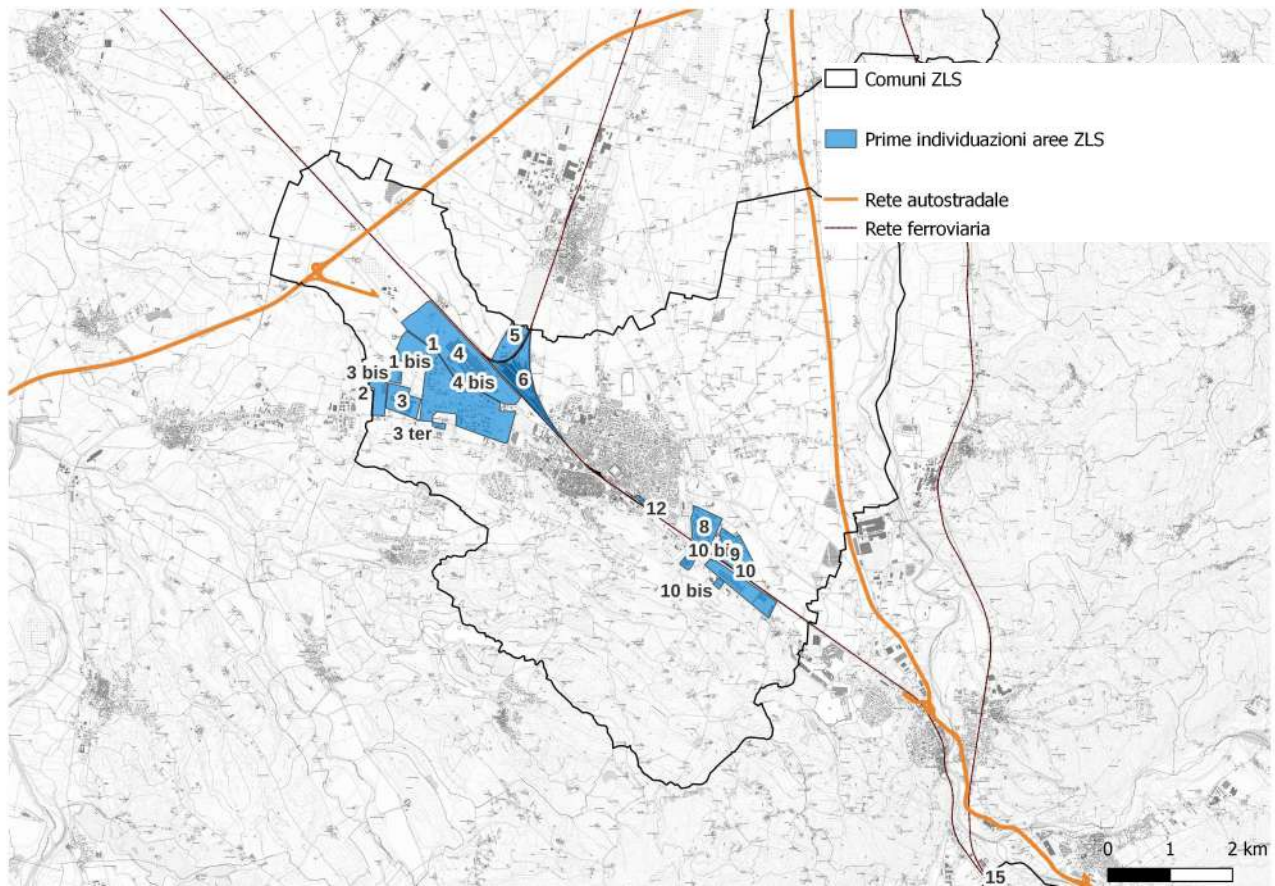 Comuni ZLS
Prime individuazioni aree ZLS
Rete autostradale
Rete ferroviaria
5
1
4
1 bis
3 bis
4 bis
6
2
3
3 ter
12
8
10 bis
9
10
10 bis
0 1 2 km
15